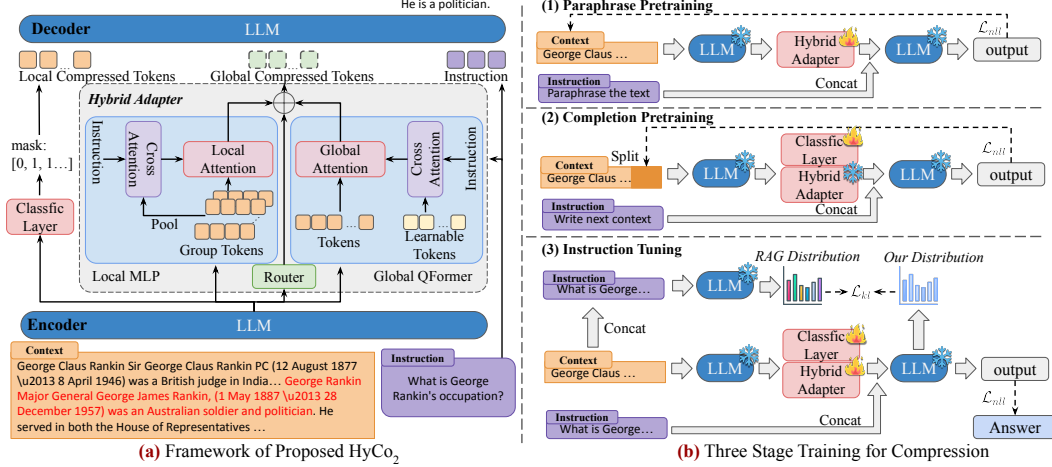 He is a politician.
Decoder LLM
Local Compressed Tokens
Global Compressed Tokens
Instruction
Hybrid Adapter
Instruction
Cross
Attention
Local
Attention
Global
Attention
Cross
Attention
Instruction
mask:
[0, 1, 1...]
Pool
Classfic
Layer
Group Tokens
Tokens
Learnable
Tokens
Local MLP
Router
Global QFormer
Encoder LLM
Context
George Claus Rankin Sir George Claus Rankin PC (12 August 1877
\u2013 8 April 1946) was a British judge in India... George Rankin
Major General George James Rankin, (1 May 1887 \u2013 28
December 1957) was an Australian soldier and politician. He
served in both the House of Representatives ...
Instruction
What is George
Rankin's occupation?
(a) Framework of Proposed HyCo2
(1) Paraphrase Pretraining
Context
George Claus ...
LLM
Hybrid
Adapter
LLM
output
ℒnll
Instruction
Paraphrase the text
Concat
(2) Completion Pretraining
Split
Context
George Claus ...
LLM
Classfic
Layer
Hybrid
Adapter
LLM
output
ℒnll
Instruction
Write next context
Concat
(3) Instruction Tuning
Instruction
What is George...
LLM
RAG Distribution
ℒkl
Our Distribution
Concat
Context
George Claus ...
LLM
Classfic
Layer
Hybrid
Adapter
LLM
output
ℒnll
Instruction
What is George...
Concat
Answer
(b) Three Stage Training for Compression